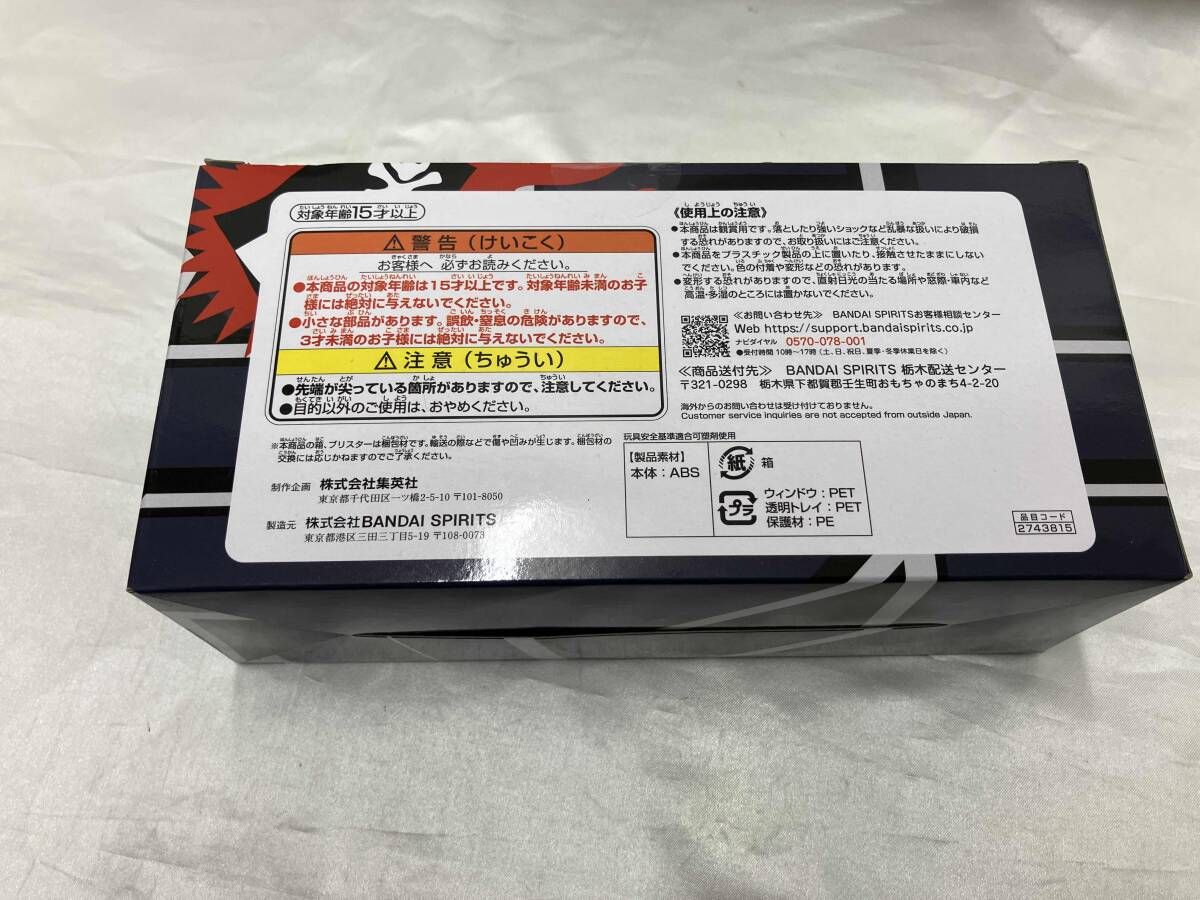 対象年齢15才以上
⚠警告（けいこく）
お客様へ 必ずお読みください。
●本商品の対象年齢は15才以上です。対象年齢未満のお子
様には絶対に与えないでください。
●小さな部品があります。誤飲・窒息の危険がありますので、
3才未満のお子様には絶対に与えないでください。
⚠注意（ちゅうい）
●先端が尖っている箇所がありますので、注意してください。
●目的以外のご使用は、おやめください。
※本商品の箱、ブリスターは梱包材です。輸送の際などで傷や凹みが生じます。梱包材の
交換には応じかねますのでご了承ください。
制作企画 株式会社集英社
東京都千代田区一ツ橋2-5-10 〒101-8050
製造元 株式会社BANDAI SPIRITS
東京都港区三田三丁目5-19 〒108-0073
《使用上の注意》
●本商品は観賞用です。落としたり強いショックなど乱暴な扱いにより破損
する恐れがありますので、お取り扱いにはご注意ください。
●本商品をプラスチック製品の上に置いたり、接触させたままにしない
でください。色の付着や変形などの恐れがあります。
●変形する恐れがありますので、直射日光の当たる場所や窓際・車内など
高温・多湿のところには置かないでください。
≪お問い合わせ先≫ BANDAI SPIRITSお客様相談センター
Web https://support.bandaispirits.co.jp
ナビダイヤル 0570-078-001
●受付時間 10時～17時（土、日、祝日、夏季・冬季休業日を除く）
≪商品送付先≫ BANDAI SPIRITS 栃木配送センター
〒321-0298 栃木県下都賀郡壬生町おもちゃのまち4-2-20
海外からのお問い合わせは受け付けておりません。
Customer service inquiries are not accepted from outside Japan.
玩具安全基準適合可塑剤使用
【製品素材】
本体：ABS
紙 箱
プラ
ウィンドウ：PET
透明トレイ：PET
保護材：PE
品目コード
2743815